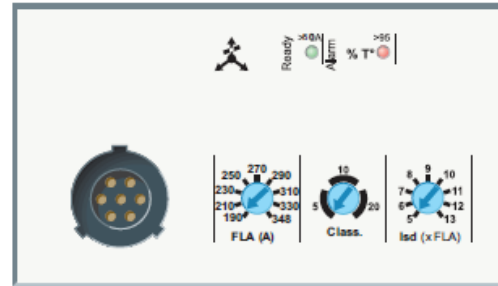 Ready
>50A
Alarm
% T°
>95
250 270 290
230 310
210 330
190 348
FLA (A)
10
5 20
Class.
8 9 10
7 11
6 12
5 13
Isd (xFLA)